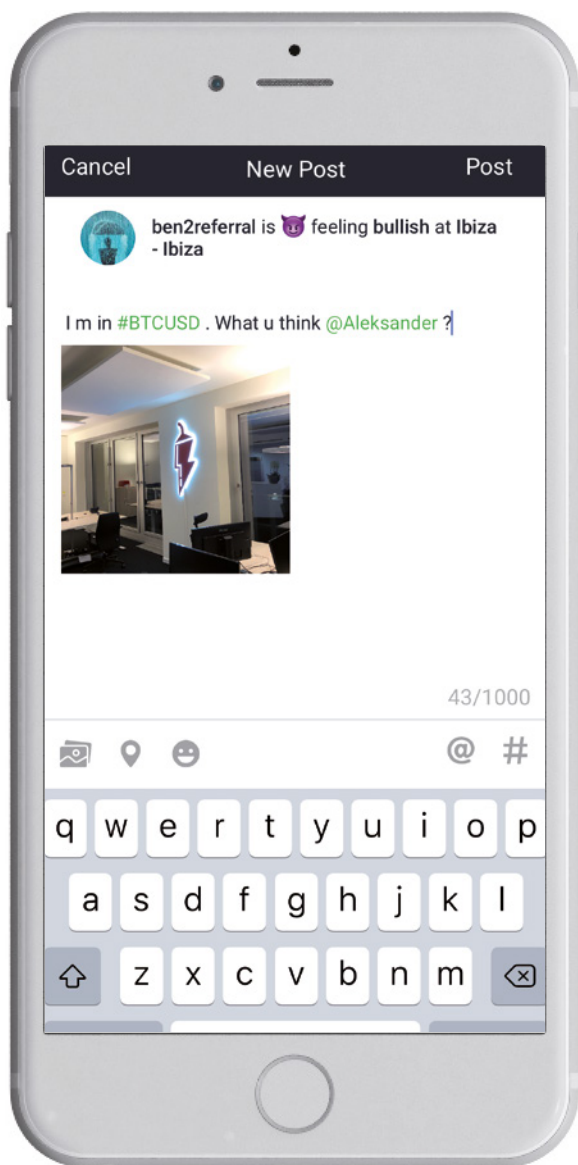 Cancel New Post Post
ben2referral is 😈 feeling bullish at Ibiza
- Ibiza
I m in #BTCUSD . What u think @Aleksander ?
43/1000
@ #
q w e r t y u i o p
a s d f g h j k l
z x c v b n m